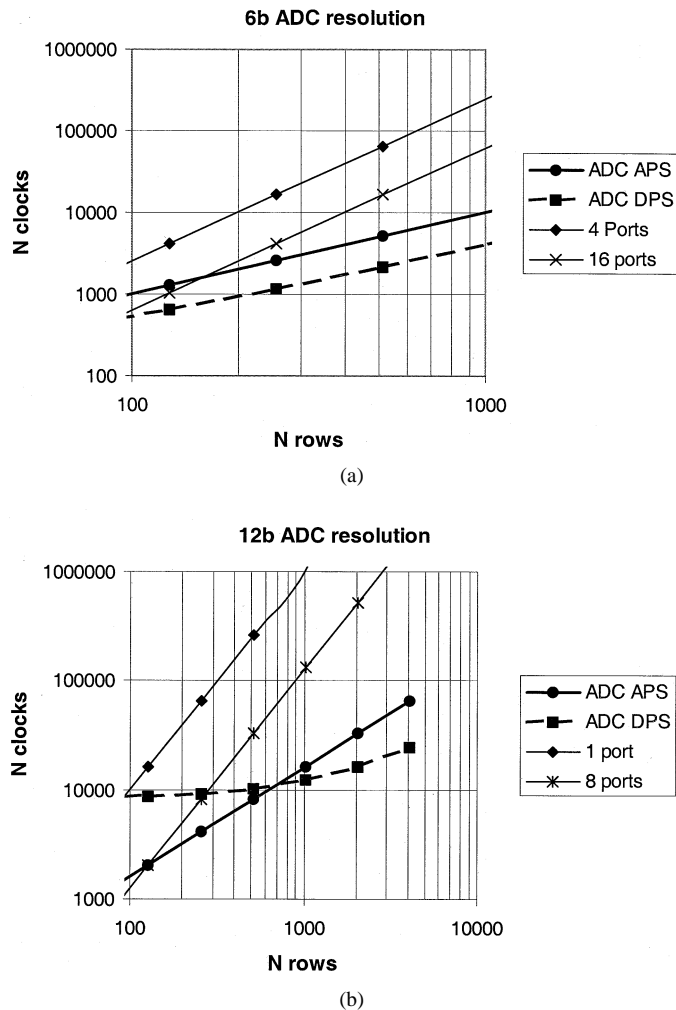 6b ADC resolution
1000000
100000
10000
1000
100
100
1000
N clocks
N rows
ADC APS
ADC DPS
4 Ports
16 ports
(a)
12b ADC resolution
1000000
100000
10000
1000
100
1000
10000
N clocks
N rows
ADC APS
ADC DPS
1 port
8 ports
(b)